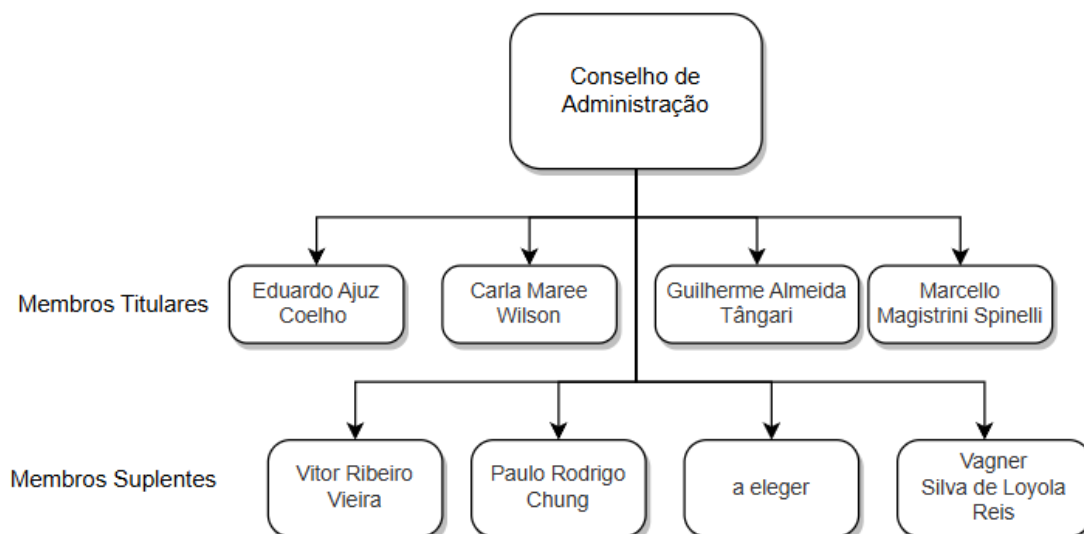 Conselho de
Administração
Membros Titulares
Eduardo Ajuz
Coelho
Carla Maree
Wilson
Guilherme Almeida
Tângari
Marcello
Magistrini Spinelli
Membros Suplentes
Vitor Ribeiro
Vieira
Paulo Rodrigo
Chung
a eleger
Vagner
Silva de Loyola
Reis